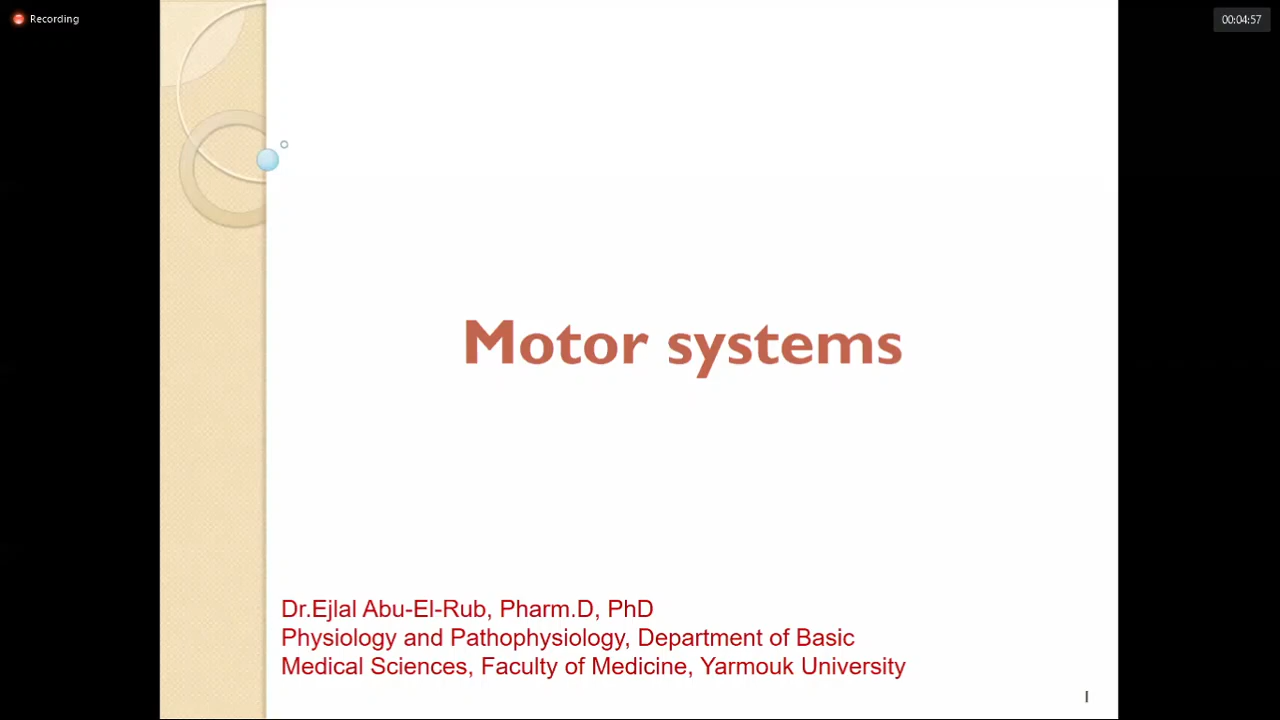 Recording
00:04:57
Motor systems
Dr.Ejlal Abu-El-Rub, Pharm.D, PhD
Physiology and Pathophysiology, Department of Basic
Medical Sciences, Faculty of Medicine, Yarmouk University
1